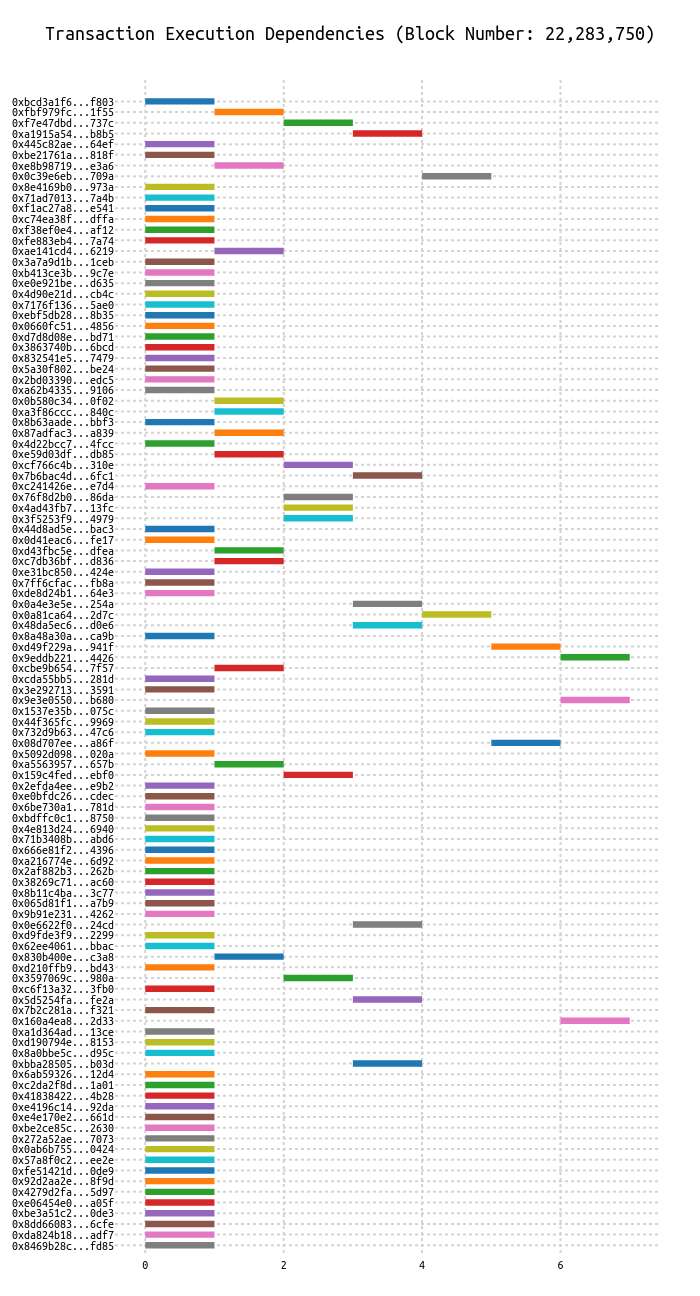 Transaction Execution Dependencies (Block Number: 22,283,750)
0xbcd3a1f6...f803
0xfbf979fc...1f55
0xf7e47dbd...737c
0xa1915a54...b8b5
0x445c82ae...64ef
0xbe21761a...818f
0xe8b98719...e3a6
0x0c39e6eb...709a
0x8e4169b0...973a
0x71ad7013...7a4b
0xf1ac27a8...e541
0xc74ea38f...dffa
0xf38ef0e4...af12
0xfe883eb4...7a74
0xae141cd4...6219
0x3a7a9d1b...1ceb
0xb413ce3b...9c7e
0xe0e921be...d635
0x4d90e21d...cb4c
0x7176f136...5ae0
0xebf5db28...8b35
0x0660fc51...4856
0xd7d8d08e...bd71
0x3863740b...6bcd
0x832541e5...7479
0x5a30f802...be24
0x2bd03390...edc5
0xa62b4335...9106
0x0b580c34...0f02
0xa3f86ccc...840c
0x8b63aade...bbf3
0x87adfac3...a839
0x4d22bcc7...4fcc
0xe59d03df...db85
0xcf766c4b...310e
0x7b6bac4d...6fc1
0xc241426e...e7d4
0x76f8d2b0...86da
0x4ad43fb7...13fc
0x3f5253f9...4979
0x44d8ad5e...bac3
0x0d41eac6...fe17
0xd43fbc5e...dfea
0xc7db36bf...d836
0xe31bc850...424e
0x7ff6cfac...fb8a
0xde8d24b1...64e3
0x0a4e3e5e...254a
0x0a81ca64...2d7c
0x48da5ec6...d0e6
0x8a48a30a...ca9b
0xd49f229a...941f
0x9eddb221...4426
0xcbe9b654...7f57
0xcda55bb5...281d
0x3e292713...3591
0x9e3e0550...b680
0x1537e35b...075c
0x44f365fc...9969
0x732d9b63...47c6
0x08d707ee...a86f
0x5092d098...020a
0xa5563957...657b
0x159c4fed...ebf0
0x2efda4ee...e9b2
0xe0bfdc26...cdec
0x6be730a1...781d
0xbdffc0c1...8750
0x4e813d24...6940
0x71b3408b...abd6
0x666e81f2...4396
0xa216774e...6d92
0x2af882b3...262b
0x38269c71...ac60
0x8b11c4ba...3c77
0x065d81f1...a7b9
0x9b91e231...4262
0x0e6622f0...24cd
0xd9fde3f9...2299
0x62ee4061...bbac
0x830b400e...c3a8
0xd210ffb9...bd43
0x3597069c...980a
0xc6f13a32...3fb0
0x5d5254fa...fe2a
0x7b2c281a...f321
0x160a4ea8...2d33
0xa1d364ad...13ce
0xd190794e...8153
0x8a0bbe5c...d95c
0xbba28505...b03d
0x6ab59326...12d4
0xc2da2f8d...1a01
0x41838422...4b28
0xe4196c14...92da
0xe4e170e2...661d
0xbe2ce85c...2630
0x272a52ae...7073
0x0ab6b755...0424
0x57a8f0c2...ee2e
0xfe51421d...0de9
0x92d2aa2e...8f9d
0x4279d2fa...5d97
0xe06454e0...a05f
0xbe3a51c2...0de3
0x8dd66083...6cfe
0xda824b18...adf7
0x8469b28c...fd85
0 2 4 6